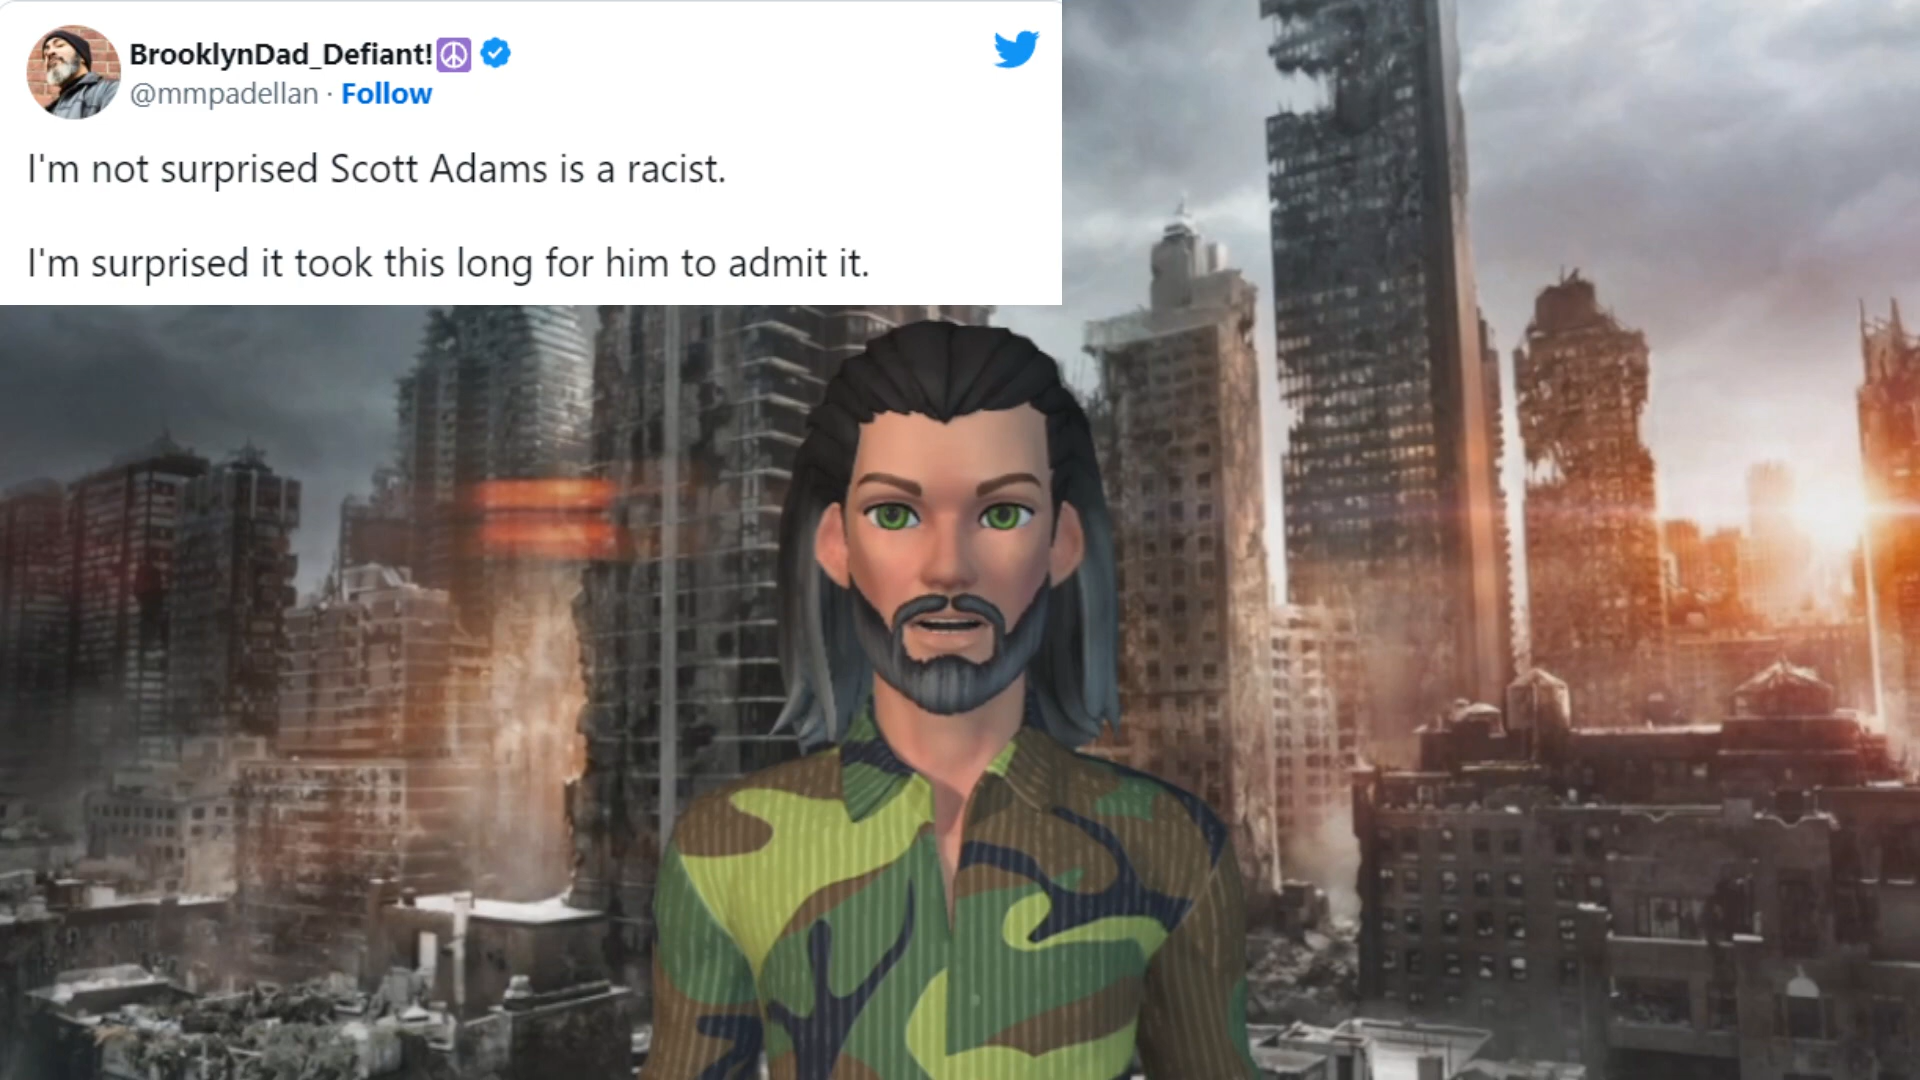 BrooklynDad_Defiant!☮
@mmpadellan · Follow
I'm not surprised Scott Adams is a racist.
I'm surprised it took this long for him to admit it.